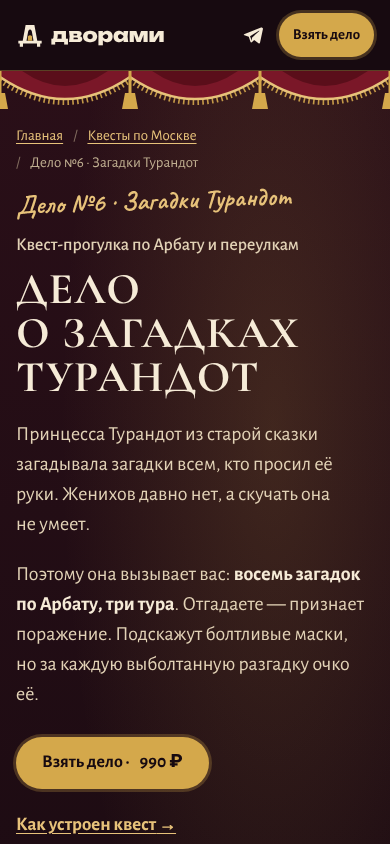 дворами
Взять дело
Главная / Квесты по Москве
/ Дело №6 · Загадки Турандот
Дело №6 · Загадки Турандот
Квест-прогулка по Арбату и переулкам
ДЕЛО
О ЗАГАДКАХ
ТУРАНДОТ
Принцесса Турандот из старой сказки
загадывала загадки всем, кто просил её
руки. Женихов давно нет, а скучать она
не умеет.
Поэтому она вызывает вас: восемь загадок
по Арбату, три тура. Отгадаете — признает
поражение. Подскажут болтливые маски,
но за каждую выболтанную разгадку очко
её.
Взять дело · 990 ₽
Как устроен квест →